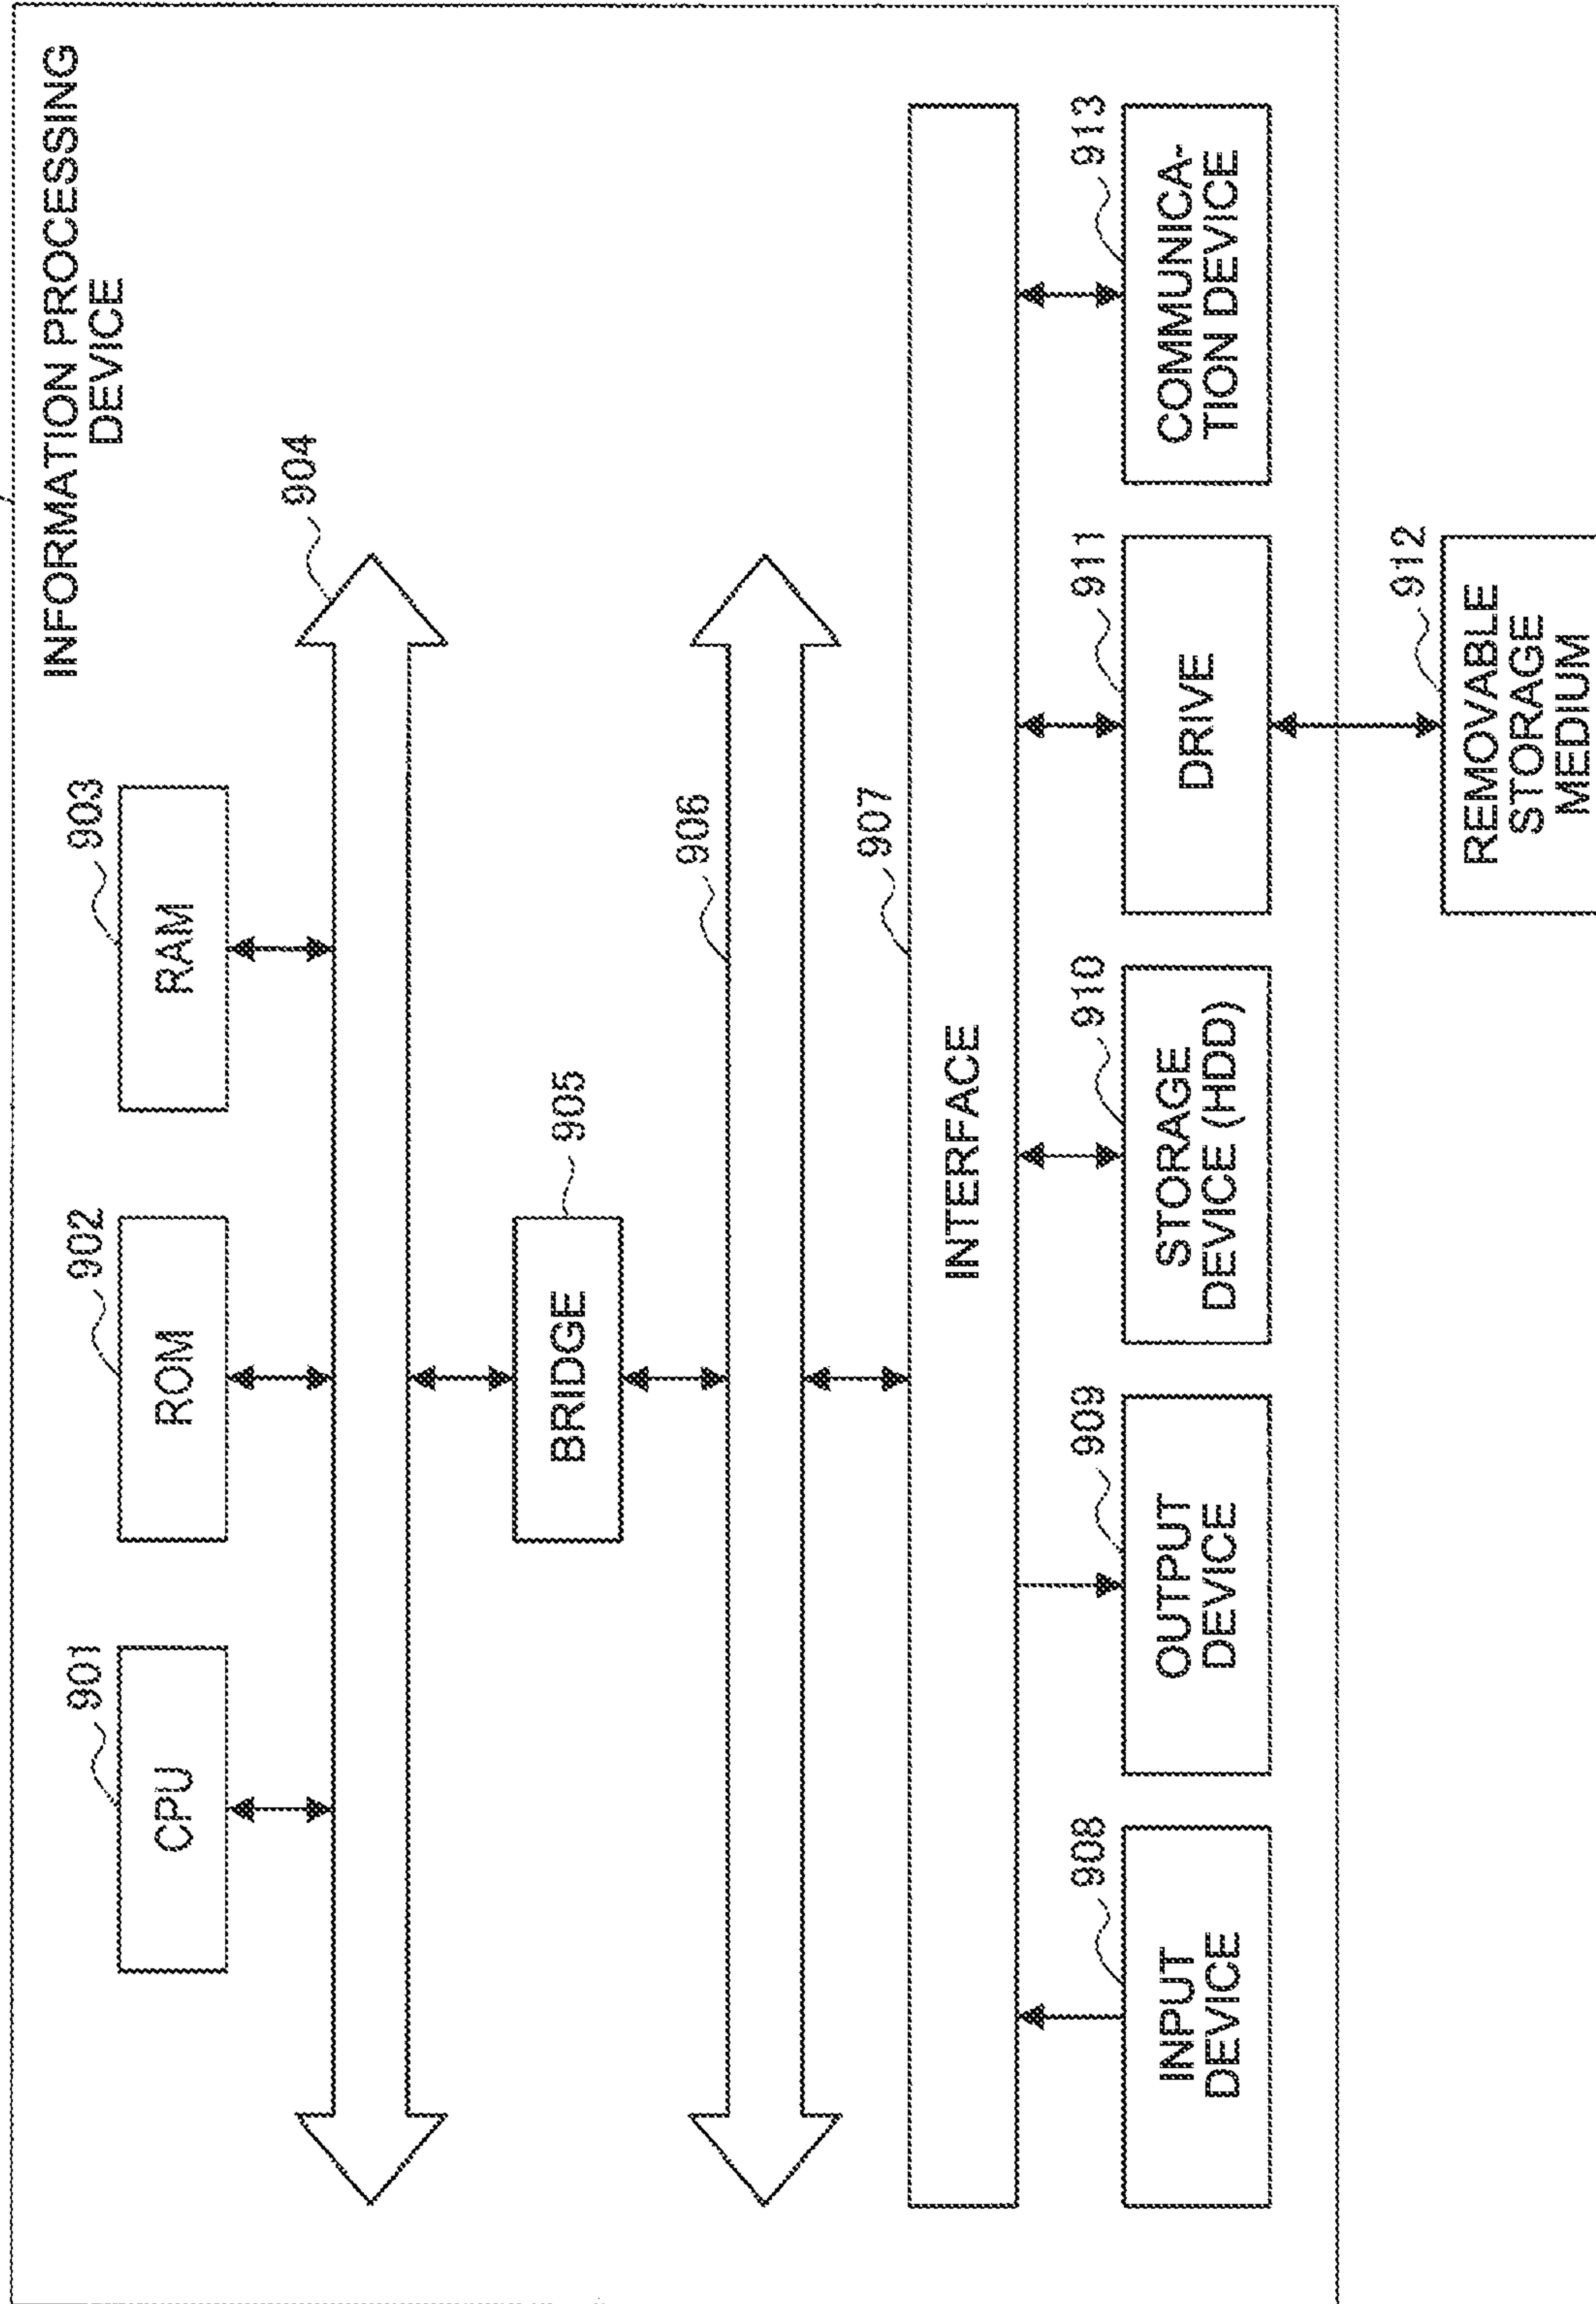 INFORMATION PROCESSING
DEVICE
901
CPU
902
ROM
903
RAM
904
905
BRIDGE
906
907
INTERFACE
908
INPUT
DEVICE
909
OUTPUT
DEVICE
910
STORAGE
DEVICE (HDD)
911
DRIVE
913
COMMUNICA-
TION DEVICE
912
REMOVABLE
STORAGE
MEDIUM